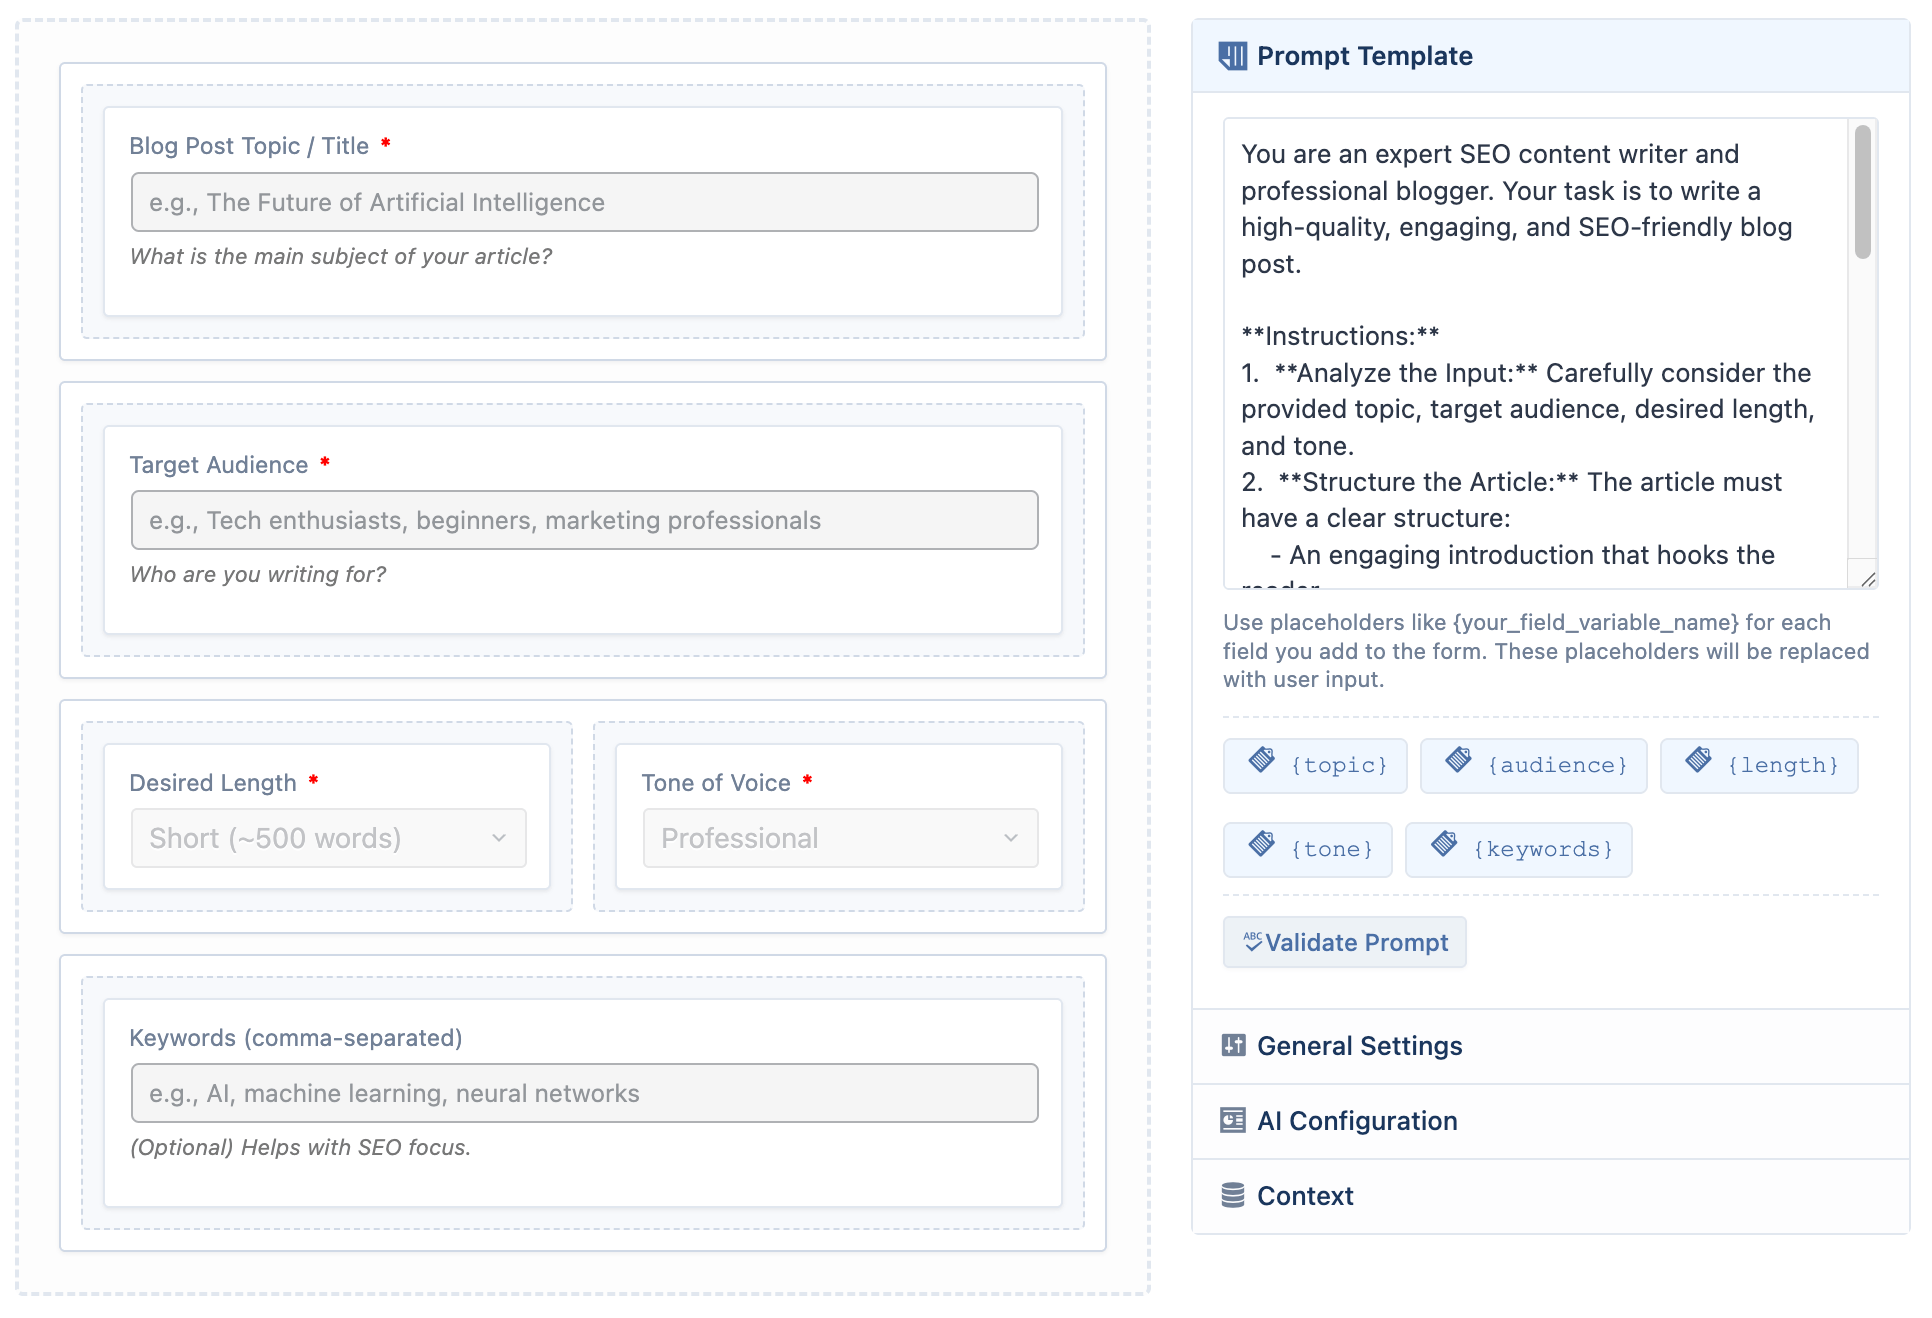 Blog Post Topic / Title *
e.g., The Future of Artificial Intelligence
What is the main subject of your article?
Target Audience *
e.g., Tech enthusiasts, beginners, marketing professionals
Who are you writing for?
Desired Length *
Short (~500 words)
Tone of Voice *
Professional
Keywords (comma-separated)
e.g., AI, machine learning, neural networks
(Optional) Helps with SEO focus.
Prompt Template
You are an expert SEO content writer and
professional blogger. Your task is to write a
high-quality, engaging, and SEO-friendly blog
post.
**Instructions:**
1.  **Analyze the Input:** Carefully consider the
provided topic, target audience, desired length,
and tone.
2.  **Structure the Article:** The article must
have a clear structure:
- An engaging introduction that hooks the
reader
Use placeholders like {your_field_variable_name} for each
field you add to the form. These placeholders will be replaced
with user input.
{topic}
{audience}
{length}
{tone}
{keywords}
ABC Validate Prompt
General Settings
AI Configuration
Context